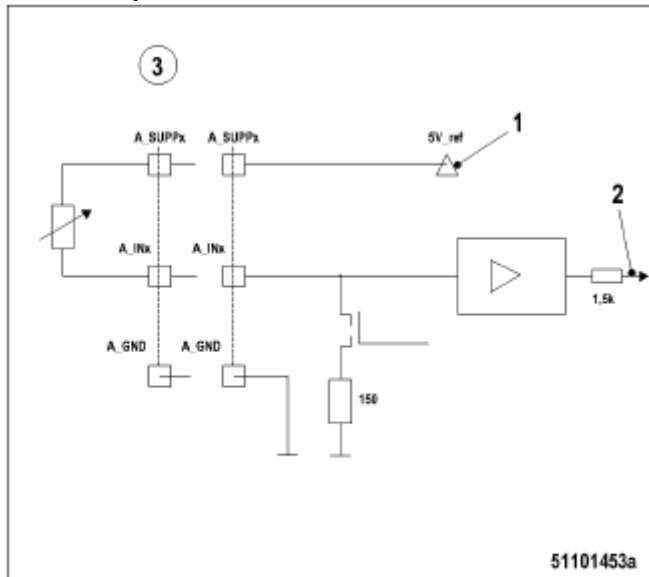 3
A_SUPPx A_SUPPx 5V_ref 1
A_INx A_INx 2
1,5k
A_GND A_GND
150
51101453a